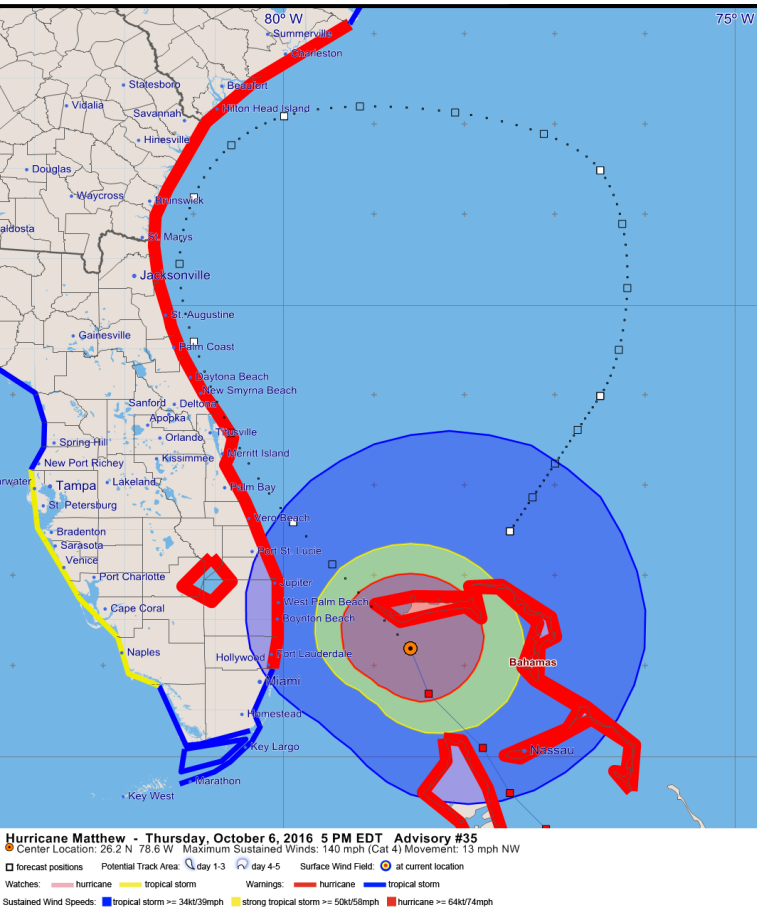 80° W
75° W
Summerville
Charleston
Statesboro
Beaufort
Vidalia
Savannah
Hilton Head Island
Hinesville
Douglas
Waycross
Brunswick
aldosta
St. Marys
Jacksonville
St. Augustine
Gainesville
Palm Coast
Daytona Beach
New Smyrna Beach
Sanford
Deltona
Apopka
Titusville
Orlando
Spring Hill
Merritt Island
Kissimmee
New Port Richey
rwater
Tampa
Lakeland
Palm Bay
St. Petersburg
Vero Beach
Bradenton
Sarasota
Port St. Lucie
Venice
Port Charlotte
Jupiter
West Palm Beach
Cape Coral
Boynton Beach
Naples
Hollywood
Fort Lauderdale
Bahamas
Miami
Homestead
Key Largo
Nassau
Marathon
Key West
Hurricane Matthew - Thursday, October 6, 2016 5 PM EDT Advisory #35
Center Location: 26.2 N 78.6 W Maximum Sustained Winds: 140 mph (Cat 4) Movement: 13 mph NW
forecast positions Potential Track Area: day 1-3 day 4-5 Surface Wind Field: at current location
Watches: hurricane tropical storm Warnings: hurricane tropical storm
Sustained Wind Speeds: tropical storm >= 34kt/39mph strong tropical storm >= 50kt/58mph hurricane >= 64kt/74mph